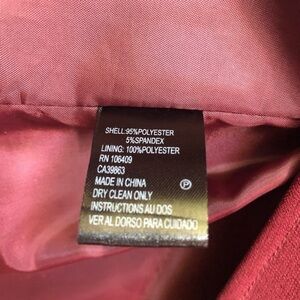 SHELL:95%POLYESTER
5%SPANDEX
LINING: 100%POLYESTER
RN 106409
CA39863
MADE IN CHINA
DRY CLEAN ONLY
INSTRUCTIONS AU DOS
VER AL DORSO PARA CUIDADO
P